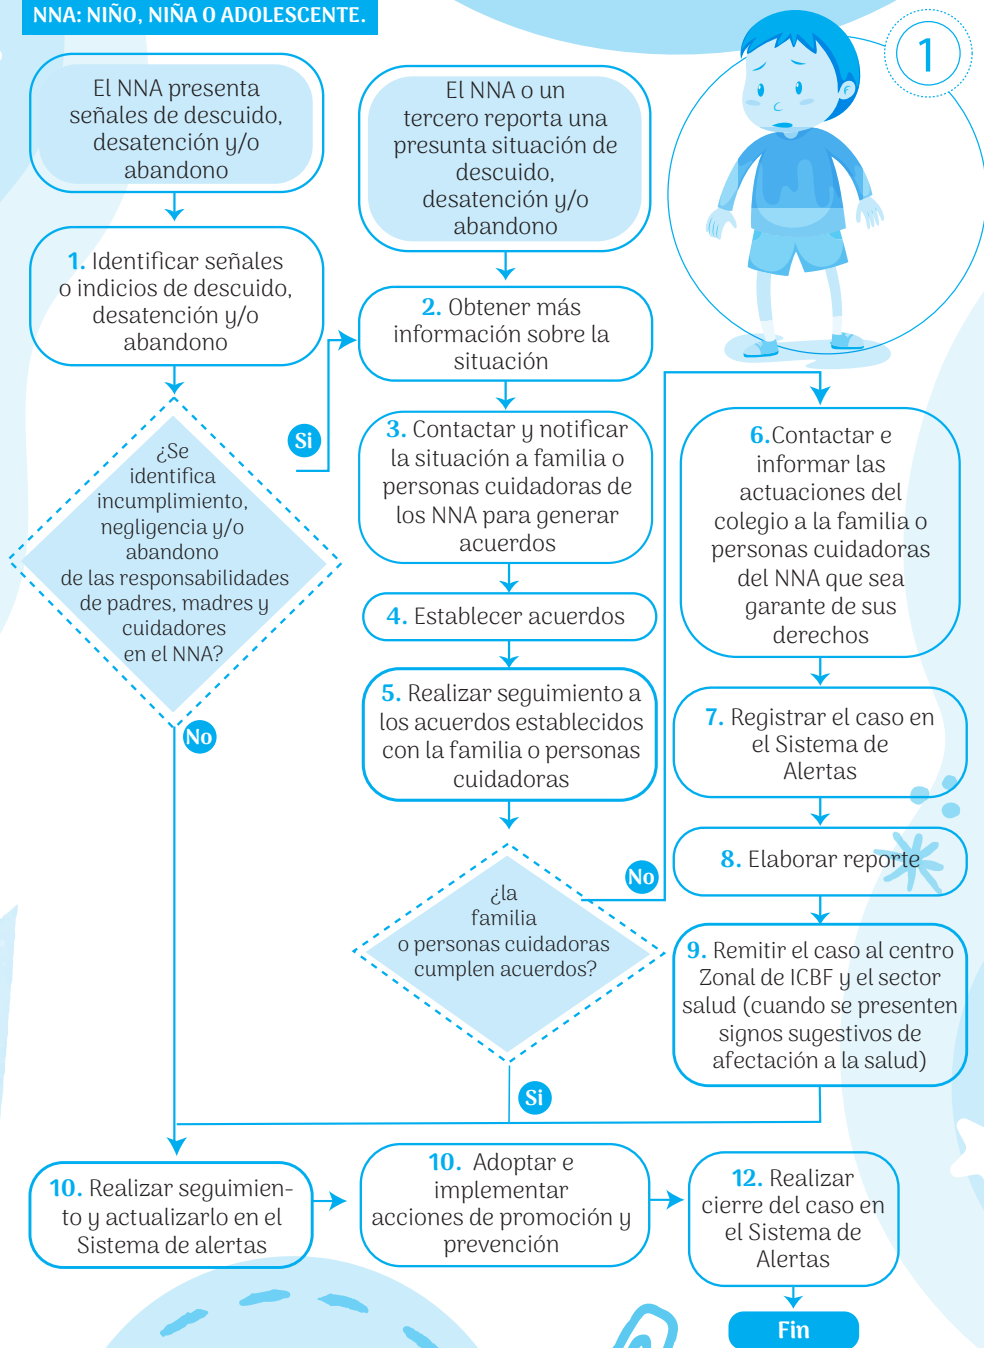 NNA: NIÑO, NIÑA O ADOLESCENTE.
1
El NNA presenta
señales de descuido,
desatención y/o
abandono
El NNA o un
tercero reporta una
presunta situación de
descuido,
desatención y/o
abandono
1. Identificar señales
o indicios de descuido,
desatención y/o
abandono
2. Obtener más
información sobre la
situación
Si
¿Se
identifica
incumplimiento,
negligencia y/o
abandono
de las responsabilidades
de padres, madres y
cuidadores
en el NNA?
No
3. Contactar y notificar
la situación a familia o
personas cuidadoras de
los NNA para generar
acuerdos
4. Establecer acuerdos
5. Realizar seguimiento a
los acuerdos establecidos
con la familia o personas
cuidadoras
¿la
familia
o personas cuidadoras
cumplen acuerdos?
No
Si
6.Contactar e
informar las
actuaciones del
colegio a la familia o
personas cuidadoras
del NNA que sea
garante de sus
derechos
7. Registrar el caso en
el Sistema de
Alertas
8. Elaborar reporte
9. Remitir el caso al centro
Zonal de ICBF y el sector
salud (cuando se presenten
signos sugestivos de
afectación a la salud)
10. Realizar seguimien-
to y actualizarlo en el
Sistema de alertas
10. Adoptar e
implementar
acciones de promoción y
prevención
12. Realizar
cierre del caso en
el Sistema de
Alertas
Fin